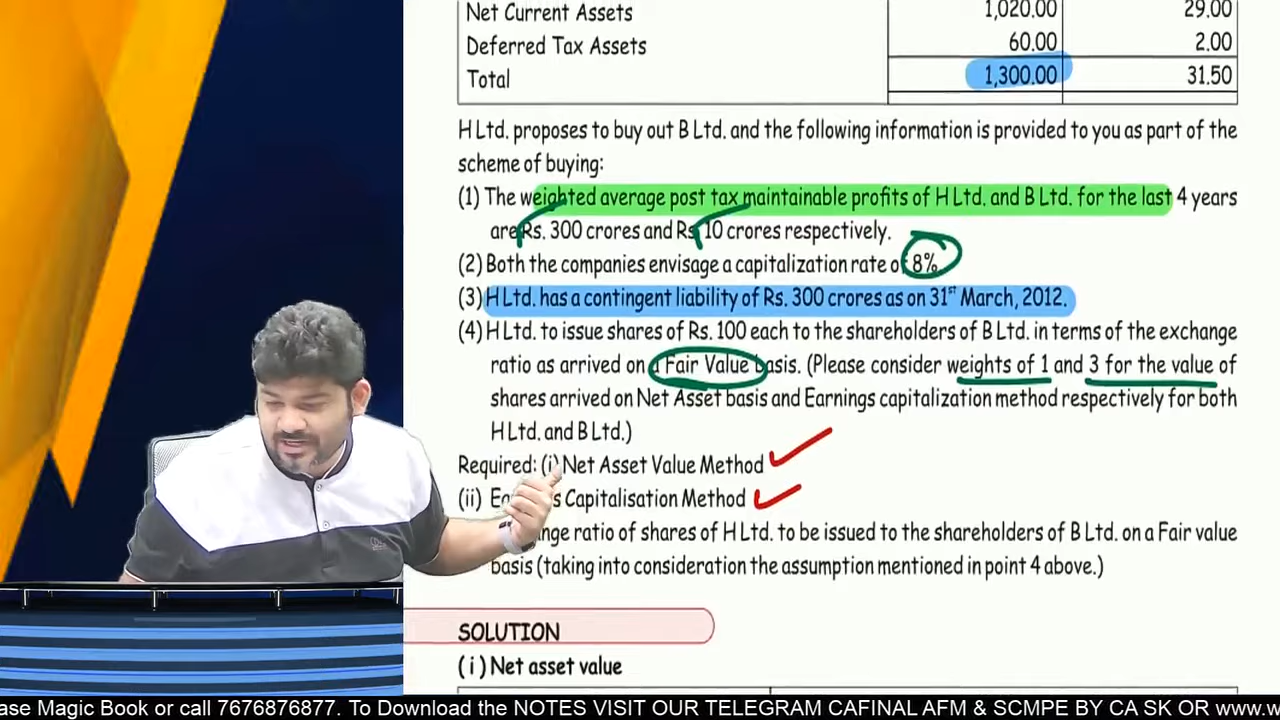 Net Current Assets 1,020.00 29.00
Deferred Tax Assets 60.00 2.00
Total 1,300.00 31.50
H Ltd. proposes to buy out B Ltd. and the following information is provided to you as part of the
scheme of buying:
(1) The weighted average post tax maintainable profits of H Ltd. and B Ltd. for the last 4 years
are Rs. 300 crores and Rs. 10 crores respectively.
(2) Both the companies envisage a capitalization rate of 8%
(3) H Ltd. has a contingent liability of Rs. 300 crores as on 31st March, 2012.
(4) H Ltd. to issue shares of Rs. 100 each to the shareholders of B Ltd. in terms of the exchange
ratio as arrived on a Fair Value basis. (Please consider weights of 1 and 3 for the value of
shares arrived on Net Asset basis and Earnings capitalization method respectively for both
H Ltd. and B Ltd.)
Required: (i) Net Asset Value Method
(ii) Capitalisation Method
ratio of shares of H Ltd. to be issued to the shareholders of B Ltd. on a Fair value
basis (taking into consideration the assumption mentioned in point 4 above.)
SOLUTION
(i) Net asset value
ase Magic Book or call 7676876877. To Download the NOTES VISIT OUR TELEGRAM CAFINAL AFM & SCMPE BY CA SK OR www.w